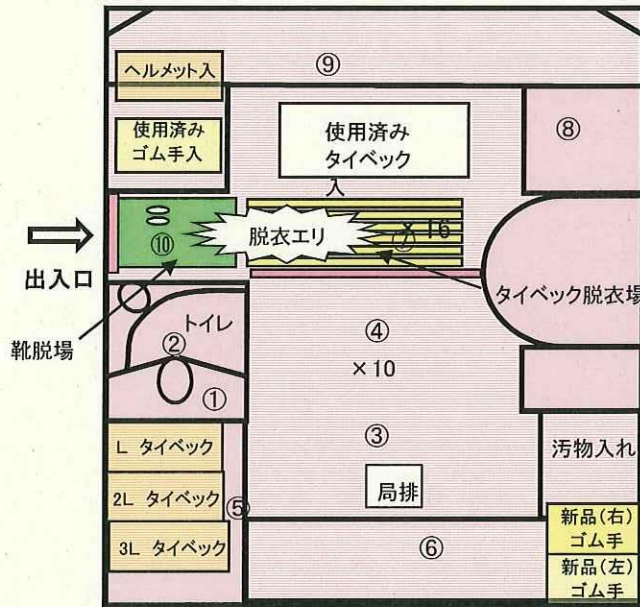 ヘルメット入
⑨
使用済み
ゴム手入
使用済み
タイベック
入
⑧
⑩
脱衣エリ
⑦
× 16
出入口
タイベック脱衣場
靴脱場
トイレ
②
①
④
×10
③
局排
L タイベック
2L タイベック
3L タイベック
⑤
⑥
汚物入れ
新品(右)
ゴム手
新品(左)
ゴム手